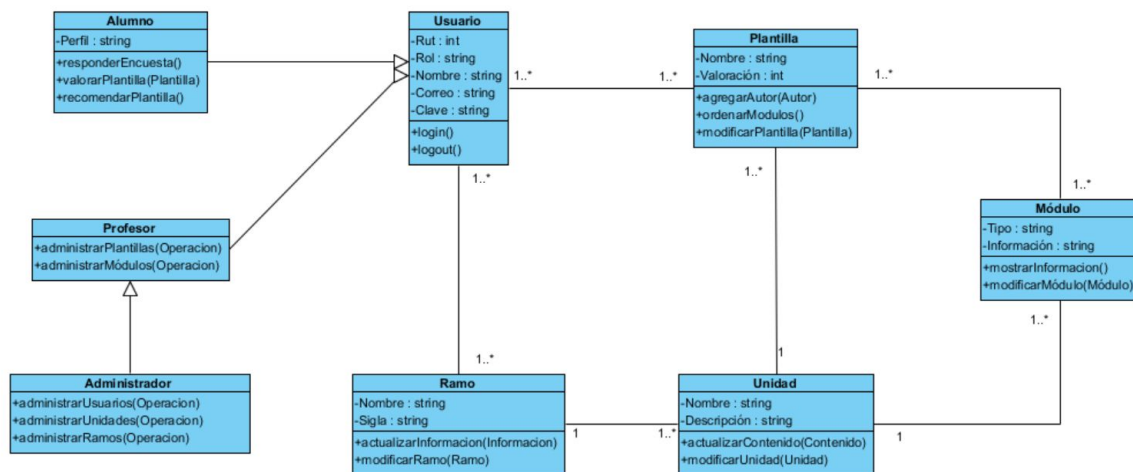 Alumno
-Perfil : string
+responderEncuesta()
+valorarPlantilla(Plantilla)
+recomendarPlantilla()
Usuario
-Rut : int
-Rol : string
-Nombre : string
-Correo : string
-Clave : string
+login()
+logout()
1..*
1..*
1..*
Plantilla
-Nombre : string
-Valoración : int
+agregarAutor(Autor)
+ordenarModulos()
+modificarPlantilla(Plantilla)
1..*
1..*
1..*
Módulo
-Tipo : string
-Información : string
+mostrarInformacion()
+modificarMódulo(Módulo)
1..*
Profesor
+administrarPlantillas(Operacion)
+administrarMódulos(Operacion)
Administrador
+administrarUsuarios(Operacion)
+administrarUnidades(Operacion)
+administrarRamos(Operacion)
1..*
Ramo
-Nombre : string
-Sigla : string
+actualizarInformacion(Informacion)
+modificarRamo(Ramo)
1
1..*
1
Unidad
-Nombre : string
-Descripción : string
+actualizarContenido(Contenido)
+modificarUnidad(Unidad)
1